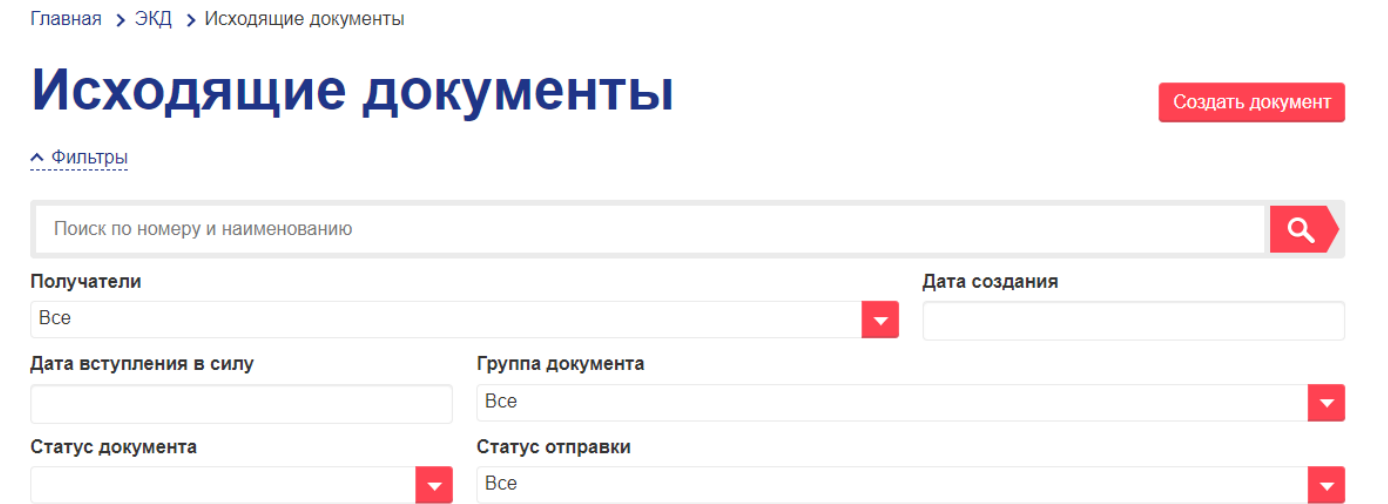 Главная > ЭКД > Исходящие документы
Исходящие документы
Создать документ
Фильтры
Поиск по номеру и наименованию
Получатели
Дата создания
Все
Дата вступления в силу
Группа документа
Все
Статус документа
Статус отправки
Все